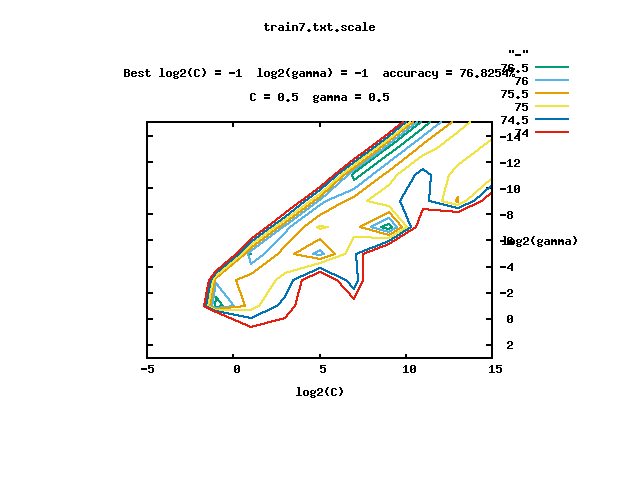 train7.txt.scale
"-"
Best log2(C) = -1 log2(gamma) = -1 accuracy = 76.8254%
76.5
76
C = 0.5 gamma = 0.5
75.5
75
74.5
74
-14
-12
-10
-8
-6
log2(gamma)
-4
-2
0
2
-5 0 5 10 15
log2(C)